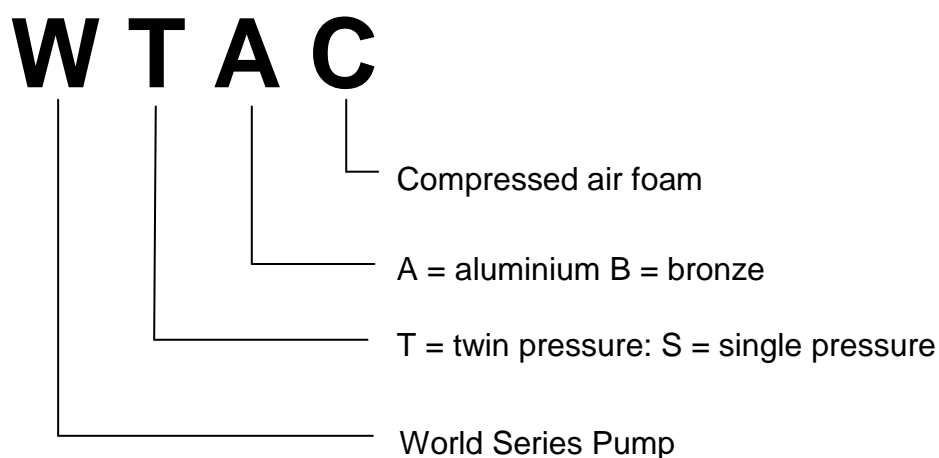 W T A C
Compressed air foam
A = aluminium B = bronze
T = twin pressure: S = single pressure
World Series Pump